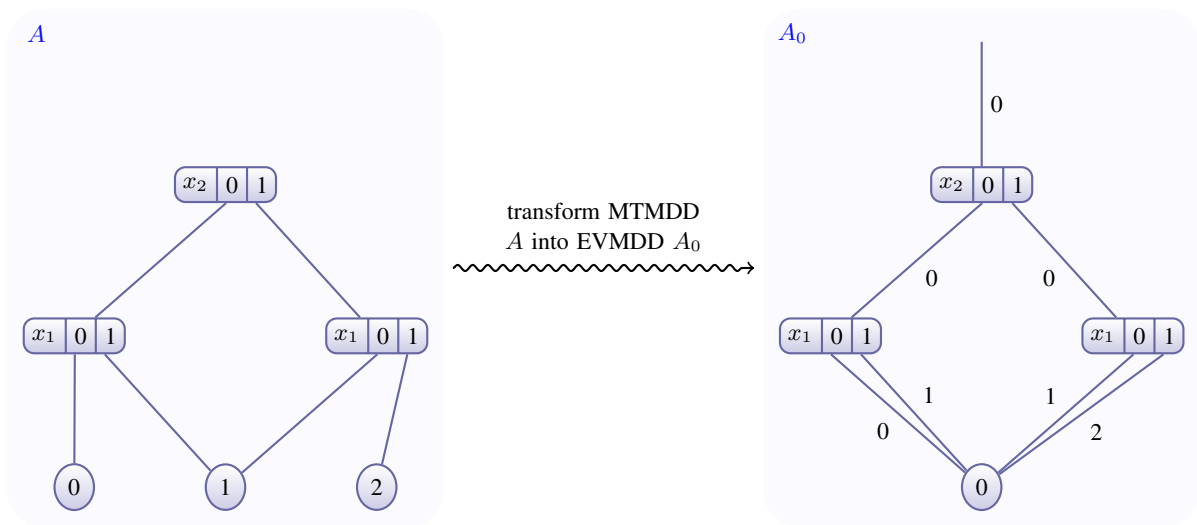 A
x₂ 0 1
x₁ 0 1
x₁ 0 1
0
1
2
transform MTMDD
A into EVMDD A₀
A₀
0
x₂ 0 1
0
0
x₁ 0 1
x₁ 0 1
1
1
0
2
0